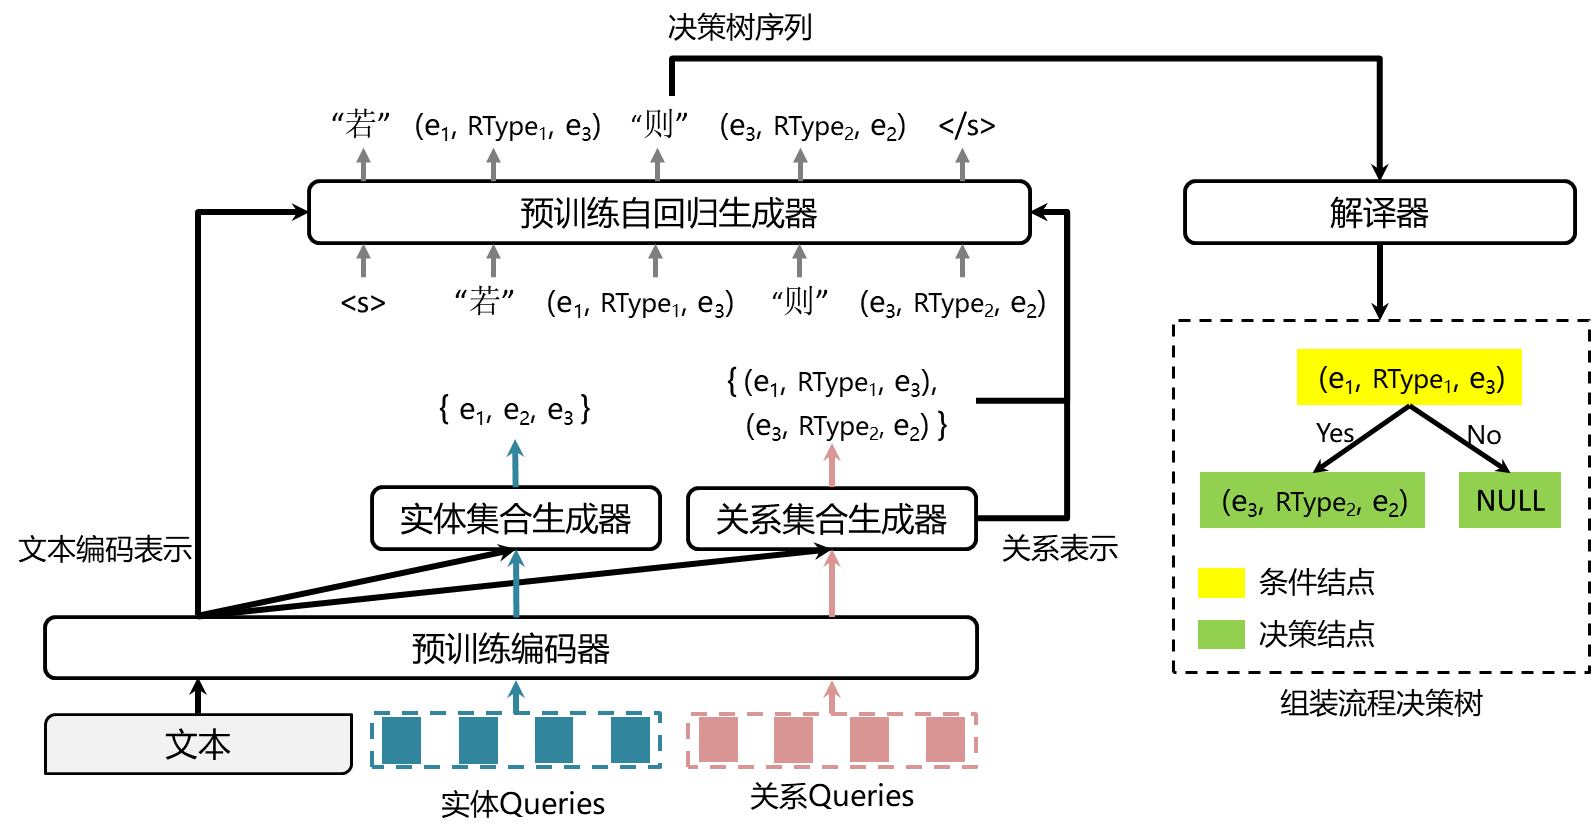 决策树序列
“若” (e₁, RType₁, e₃) “则” (e₃, RType₂, e₂) </s>
预训练自回归生成器
解译器
<s> “若” (e₁, RType₁, e₃) “则” (e₃, RType₂, e₂)
{ (e₁, RType₁, e₃),
(e₃, RType₂, e₂) }
{ e₁, e₂, e₃ }
(e₁, RType₁, e₃)
Yes
No
(e₃, RType₂, e₂)
NULL
实体集合生成器
关系集合生成器
文本编码表示
关系表示
条件结点
决策结点
预训练编码器
组装流程决策树
文本
实体Queries
关系Queries